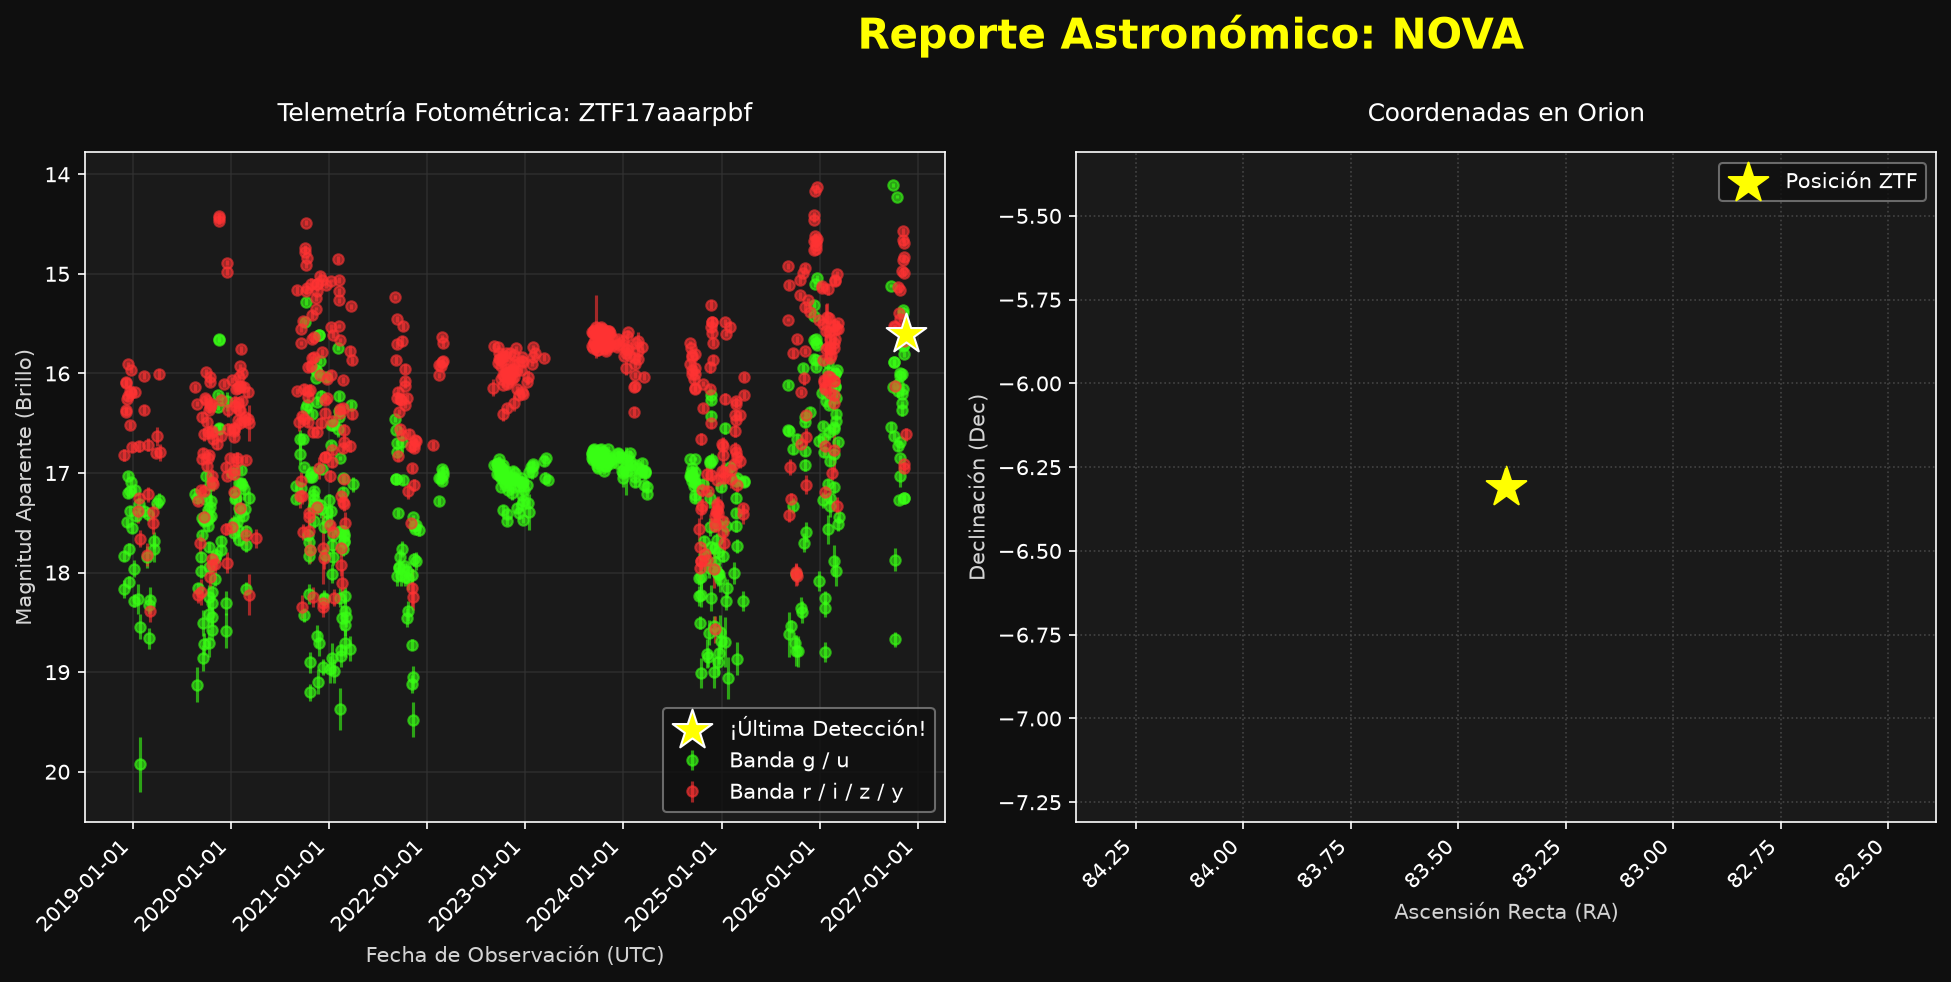 Reporte Astronómico: NOVA
Telemetría Fotométrica: ZTF17aaarpbf
Magnitud Aparente (Brillo)
14
15
16
17
18
19
20
¡Última Detección!
Banda g / u
Banda r / i / z / y
2019-01-01
2020-01-01
2021-01-01
2022-01-01
2023-01-01
2024-01-01
2025-01-01
2026-01-01
2027-01-01
Fecha de Observación (UTC)
Coordenadas en Orion
Posición ZTF
Declinación (Dec)
−5.50
−5.75
−6.00
−6.25
−6.50
−6.75
−7.00
−7.25
84.25
84.00
83.75
83.50
83.25
83.00
82.75
82.50
Ascensión Recta (RA)